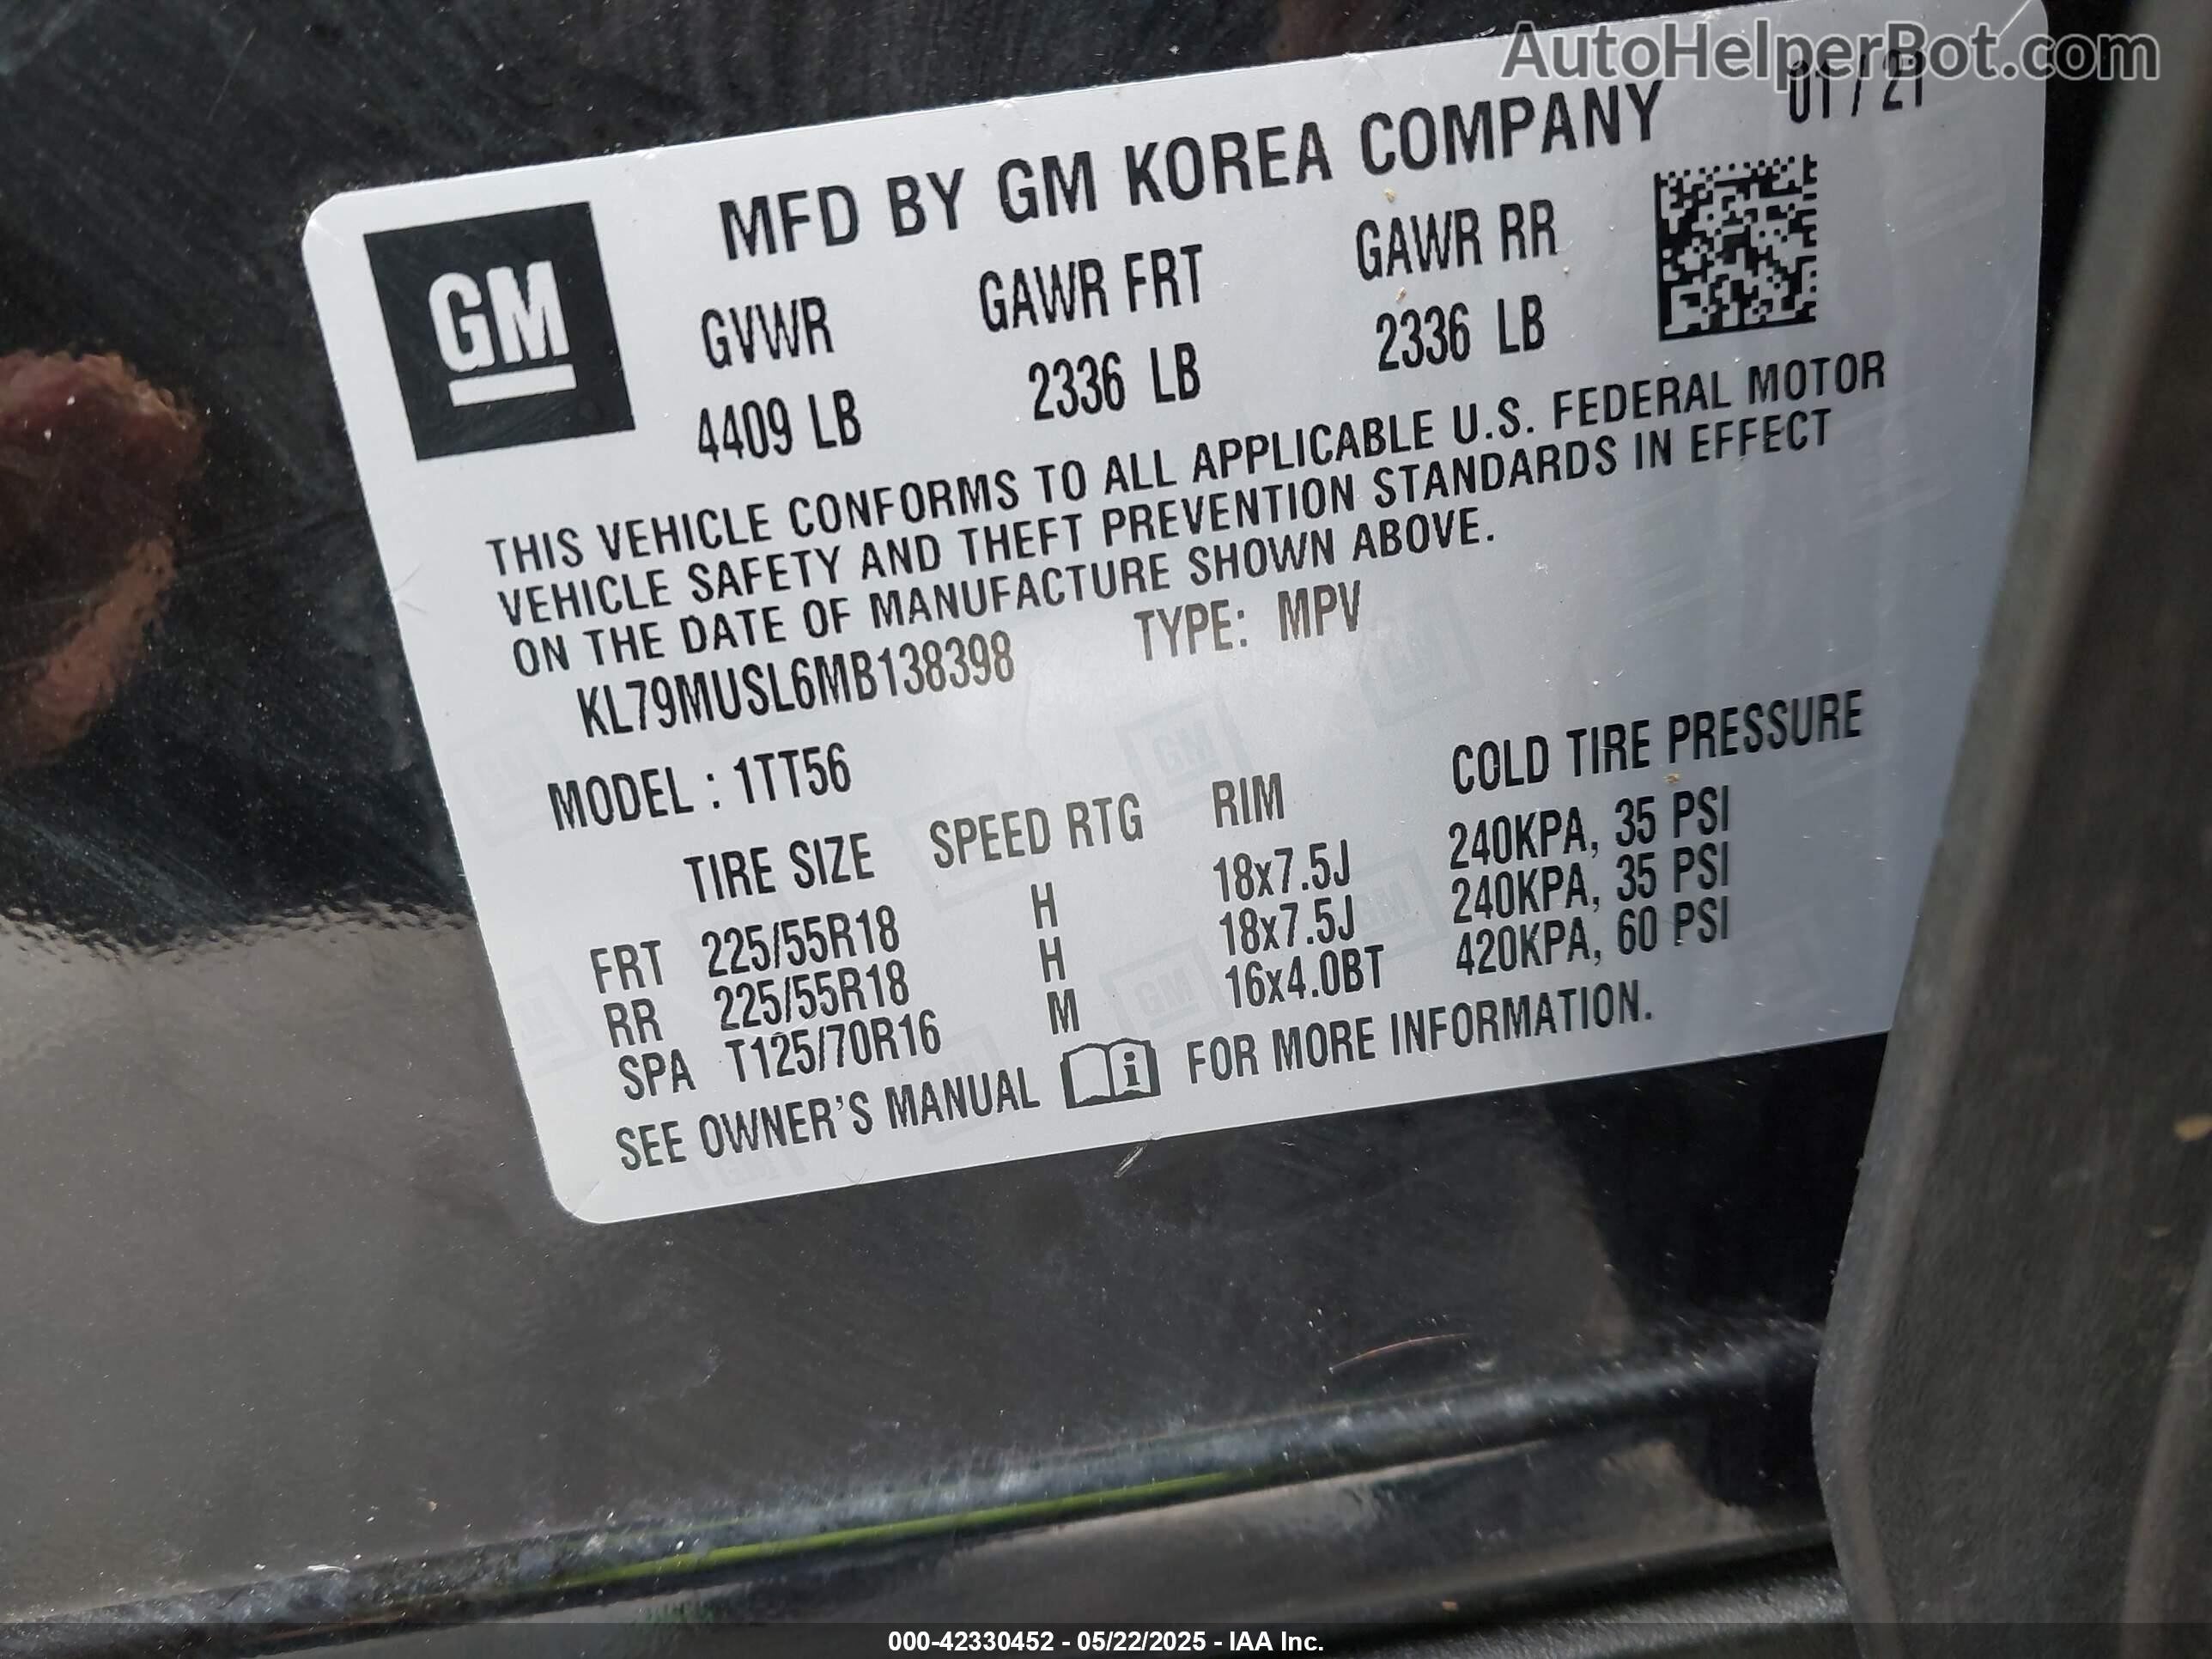 AutoHelperBot.com
01 / 21
MFD BY GM KOREA COMPANY
GM
GVWR GAWR FRT GAWR RR
4409 LB 2336 LB 2336 LB
THIS VEHICLE CONFORMS TO ALL APPLICABLE U.S. FEDERAL MOTOR
VEHICLE SAFETY AND THEFT PREVENTION STANDARDS IN EFFECT
ON THE DATE OF MANUFACTURE SHOWN ABOVE.
KL79MUSL6MB138398 TYPE: MPV
MODEL : 1TT56
TIRE SIZE SPEED RTG RIM COLD TIRE PRESSURE
FRT 225/55R18 H 18x7.5J 240KPA, 35 PSI
RR 225/55R18 H 18x7.5J 240KPA, 35 PSI
SPA T125/70R16 M 16x4.0BT 420KPA, 60 PSI
SEE OWNER'S MANUAL i FOR MORE INFORMATION.
000-42330452 - 05/22/2025 - IAA Inc.